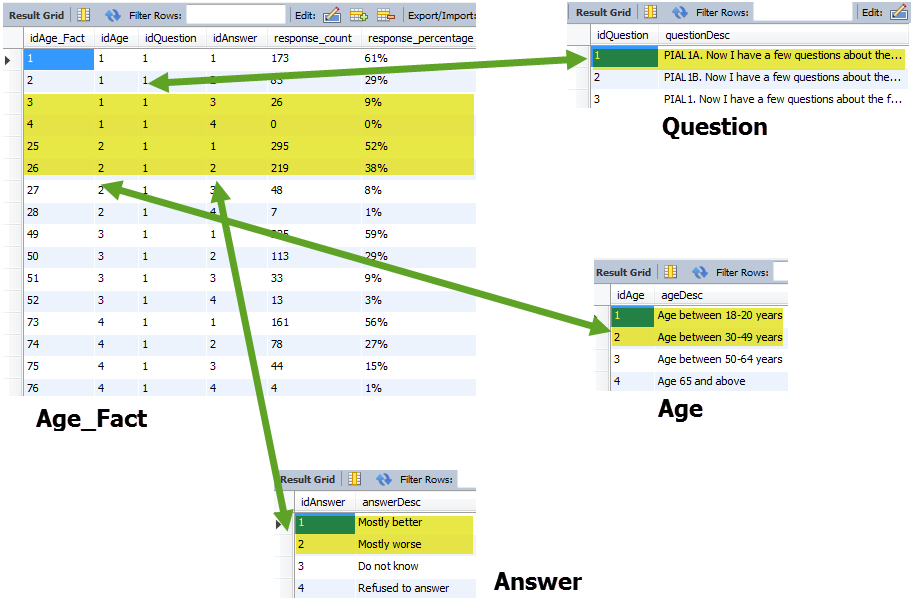 Result Grid Filter Rows: Edit: Export/Import:
idAge_Fact idAge idQuestion idAnswer response_count response_percentage
1 1 1 1 173 61%
2 1 1 83 29%
3 1 1 3 26 9%
4 1 1 4 0 0%
25 2 1 1 295 52%
26 2 1 2 219 38%
27 2 1 3 48 8%
28 2 1 4 7 1%
49 3 1 1 59%
50 3 1 2 113 29%
51 3 1 3 33 9%
52 3 1 4 13 3%
73 4 1 1 161 56%
74 4 1 2 78 27%
75 4 1 3 44 15%
76 4 1 4 4 1%
Age_Fact
Result Grid Filter Rows: Edit:
idQuestion questionDesc
1 PIAL1A. Now I have a few questions about the...
2 PIAL1B. Now I have a few questions about the...
3 PIAL1. Now I have a few questions about the f...
Question
Result Grid Filter Rows:
idAge ageDesc
1 Age between 18-20 years
2 Age between 30-49 years
3 Age between 50-64 years
4 Age 65 and above
Age
Result Grid Filter Rows:
idAnswer answerDesc
1 Mostly better
2 Mostly worse
3 Do not know
4 Refused to answer
Answer